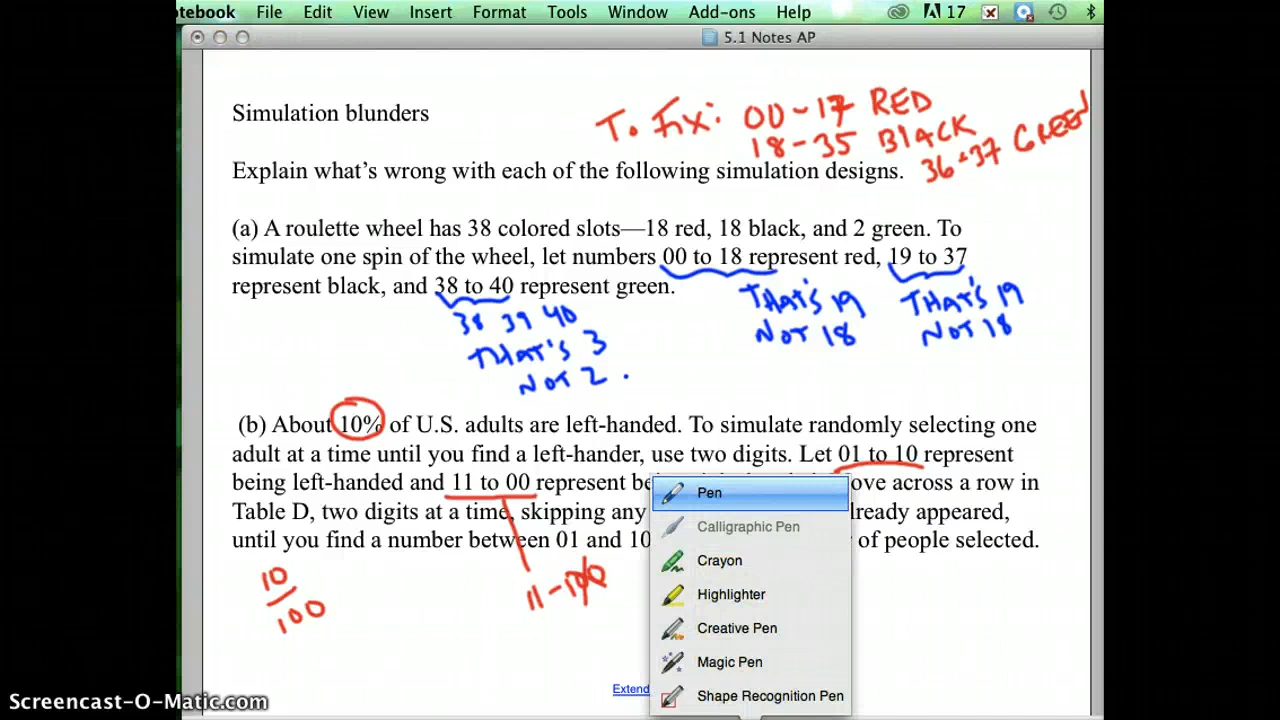 otebook File Edit View Insert Format Tools Window Add-ons Help 17
5.1 Notes AP
Simulation blunders
To Fix: 00-17 RED
18-35 BlACK
36+37 GREEN
Explain what's wrong with each of the following simulation designs.
(a) A roulette wheel has 38 colored slots—18 red, 18 black, and 2 green. To
simulate one spin of the wheel, let numbers 00 to 18 represent red, 19 to 37
represent black, and 38 to 40 represent green.
38 39 40
THAT'S 3
NOT 2.
THAT'S 19
NOT 18
THAT'S 19
NOT 18
(b) About 10% of U.S. adults are left-handed. To simulate randomly selecting one
adult at a time until you find a left-hander, use two digits. Let 01 to 10 represent
being left-handed and 11 to 00 represent be ove across a row in
Table D, two digits at a time, skipping any lready appeared,
until you find a number between 01 and 10 of people selected.
10
100
11-100
Pen
Calligraphic Pen
Crayon
Highlighter
Creative Pen
Magic Pen
Shape Recognition Pen
Extend
Screencast-O-Matic.com